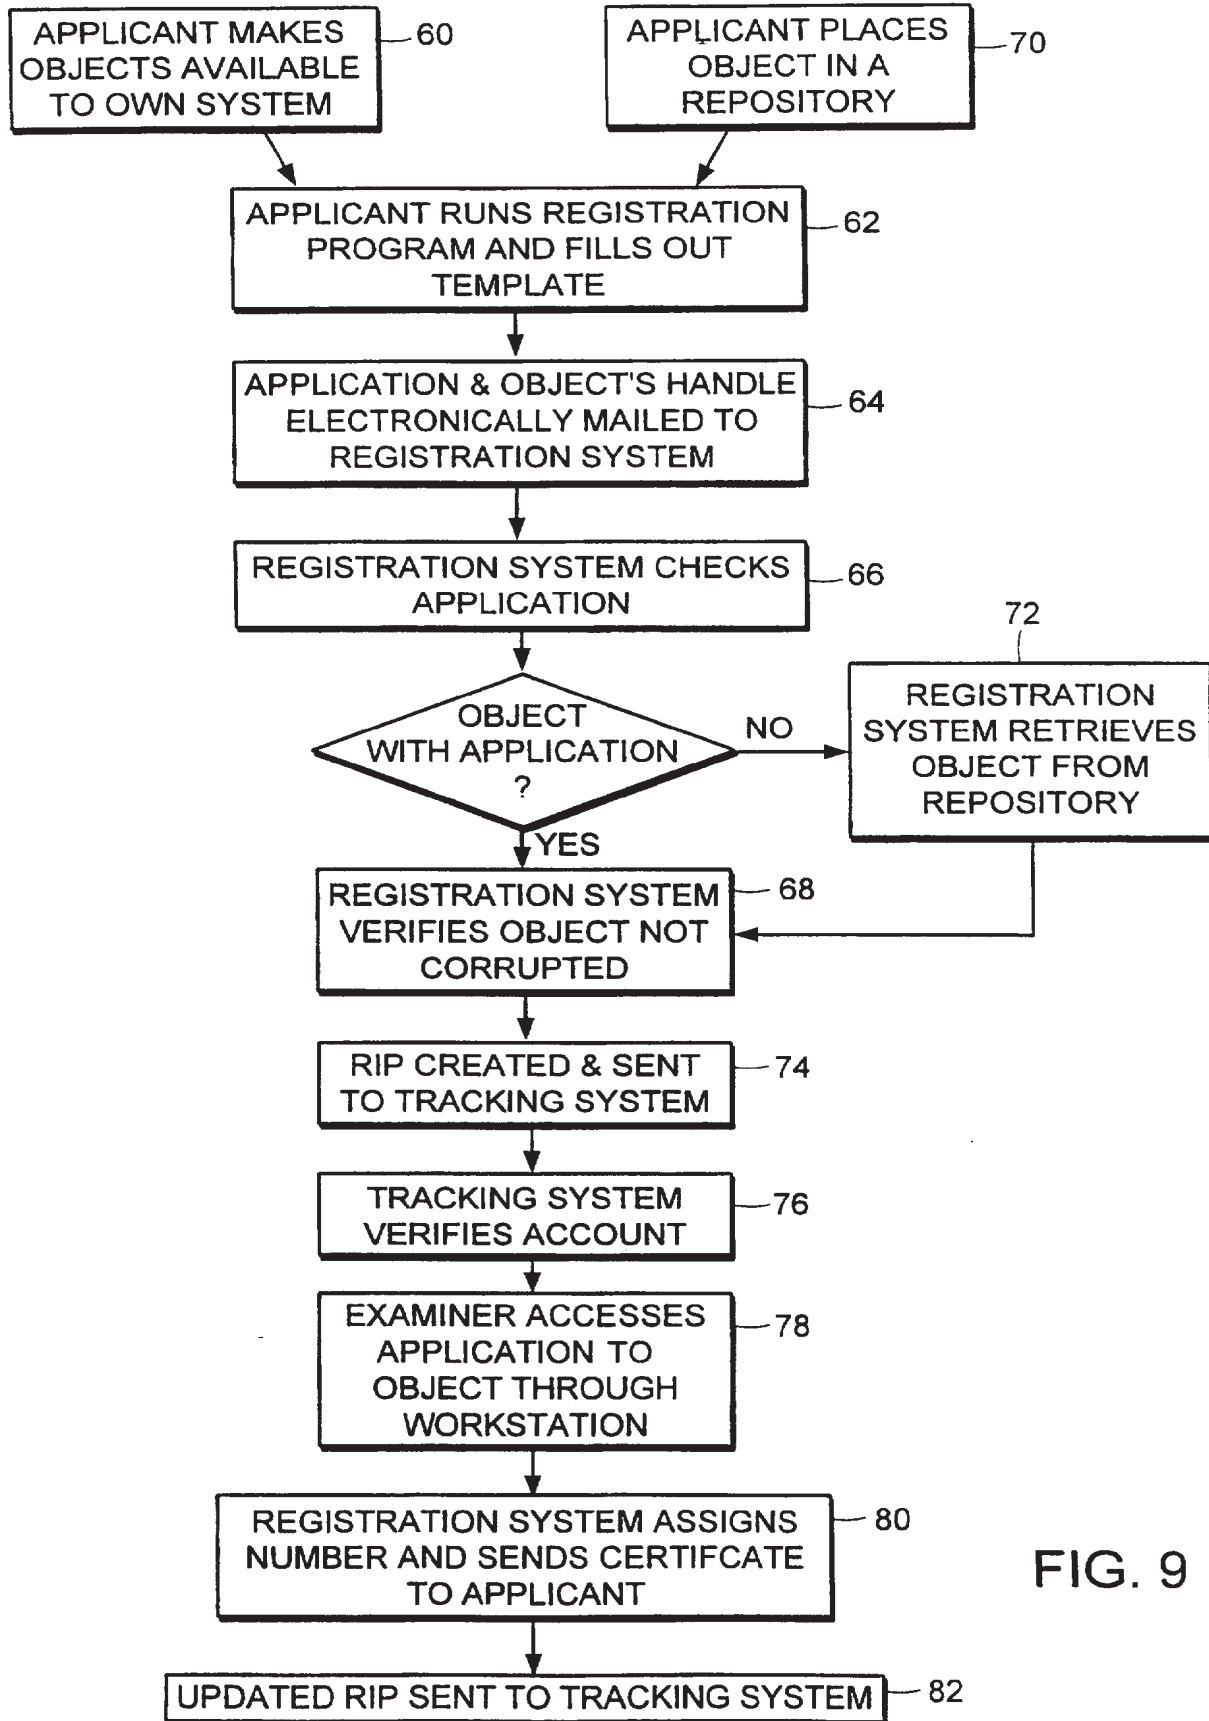 APPLICANT MAKES
OBJECTS AVAILABLE
TO OWN SYSTEM
60
APPLICANT PLACES
OBJECT IN A
REPOSITORY
70
APPLICANT RUNS REGISTRATION
PROGRAM AND FILLS OUT
TEMPLATE
62
APPLICATION & OBJECT'S HANDLE
ELECTRONICALLY MAILED TO
REGISTRATION SYSTEM
64
REGISTRATION SYSTEM CHECKS
APPLICATION
66
OBJECT
WITH APPLICATION
?
NO
72
REGISTRATION
SYSTEM RETRIEVES
OBJECT FROM
REPOSITORY
YES
REGISTRATION SYSTEM
VERIFIES OBJECT NOT
CORRUPTED
68
RIP CREATED & SENT
TO TRACKING SYSTEM
74
TRACKING SYSTEM
VERIFIES ACCOUNT
76
EXAMINER ACCESSES
APPLICATION TO
OBJECT THROUGH
WORKSTATION
78
REGISTRATION SYSTEM ASSIGNS
NUMBER AND SENDS CERTIFCATE
TO APPLICANT
80
UPDATED RIP SENT TO TRACKING SYSTEM
82
FIG. 9